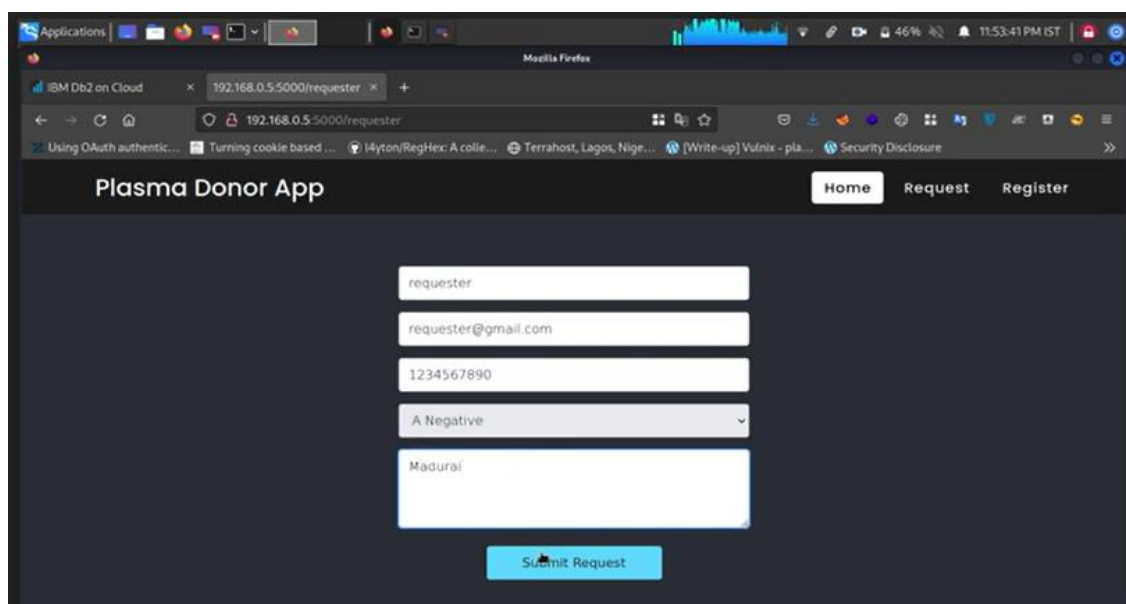 Applications
46%
11:53:41 PM IST
Mozilla Firefox
IBM Db2 on Cloud
192.168.0.5:5000/requester
192.168.0.5:5000/requester
Using OAuth authentic...
Turning cookie based ...
l4yton/RegHex: A colle...
Terrahost, Lagos, Nige...
[Write-up] Vulnix - pla...
Security Disclosure
Plasma Donor App
Home
Request
Register
requester
requester@gmail.com
1234567890
A Negative
Madurai
Submit Request